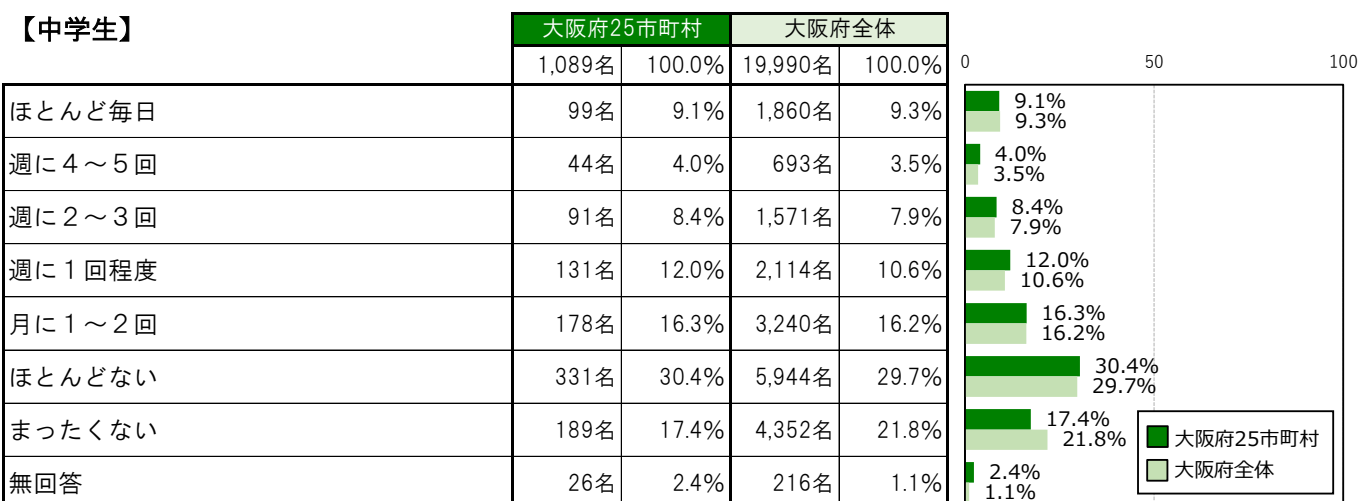 【中学生】
大阪府25市町村 大阪府全体
1,089名 100.0% 19,990名 100.0%
ほとんど毎日 99名 9.1% 1,860名 9.3%
週に４～５回 44名 4.0% 693名 3.5%
週に２～３回 91名 8.4% 1,571名 7.9%
週に１回程度 131名 12.0% 2,114名 10.6%
月に１～２回 178名 16.3% 3,240名 16.2%
ほとんどない 331名 30.4% 5,944名 29.7%
まったくない 189名 17.4% 4,352名 21.8%
無回答 26名 2.4% 216名 1.1%
0 50 100
9.1%
9.3%
4.0%
3.5%
8.4%
7.9%
12.0%
10.6%
16.3%
16.2%
30.4%
29.7%
17.4%
21.8%
2.4%
1.1%
大阪府25市町村
大阪府全体